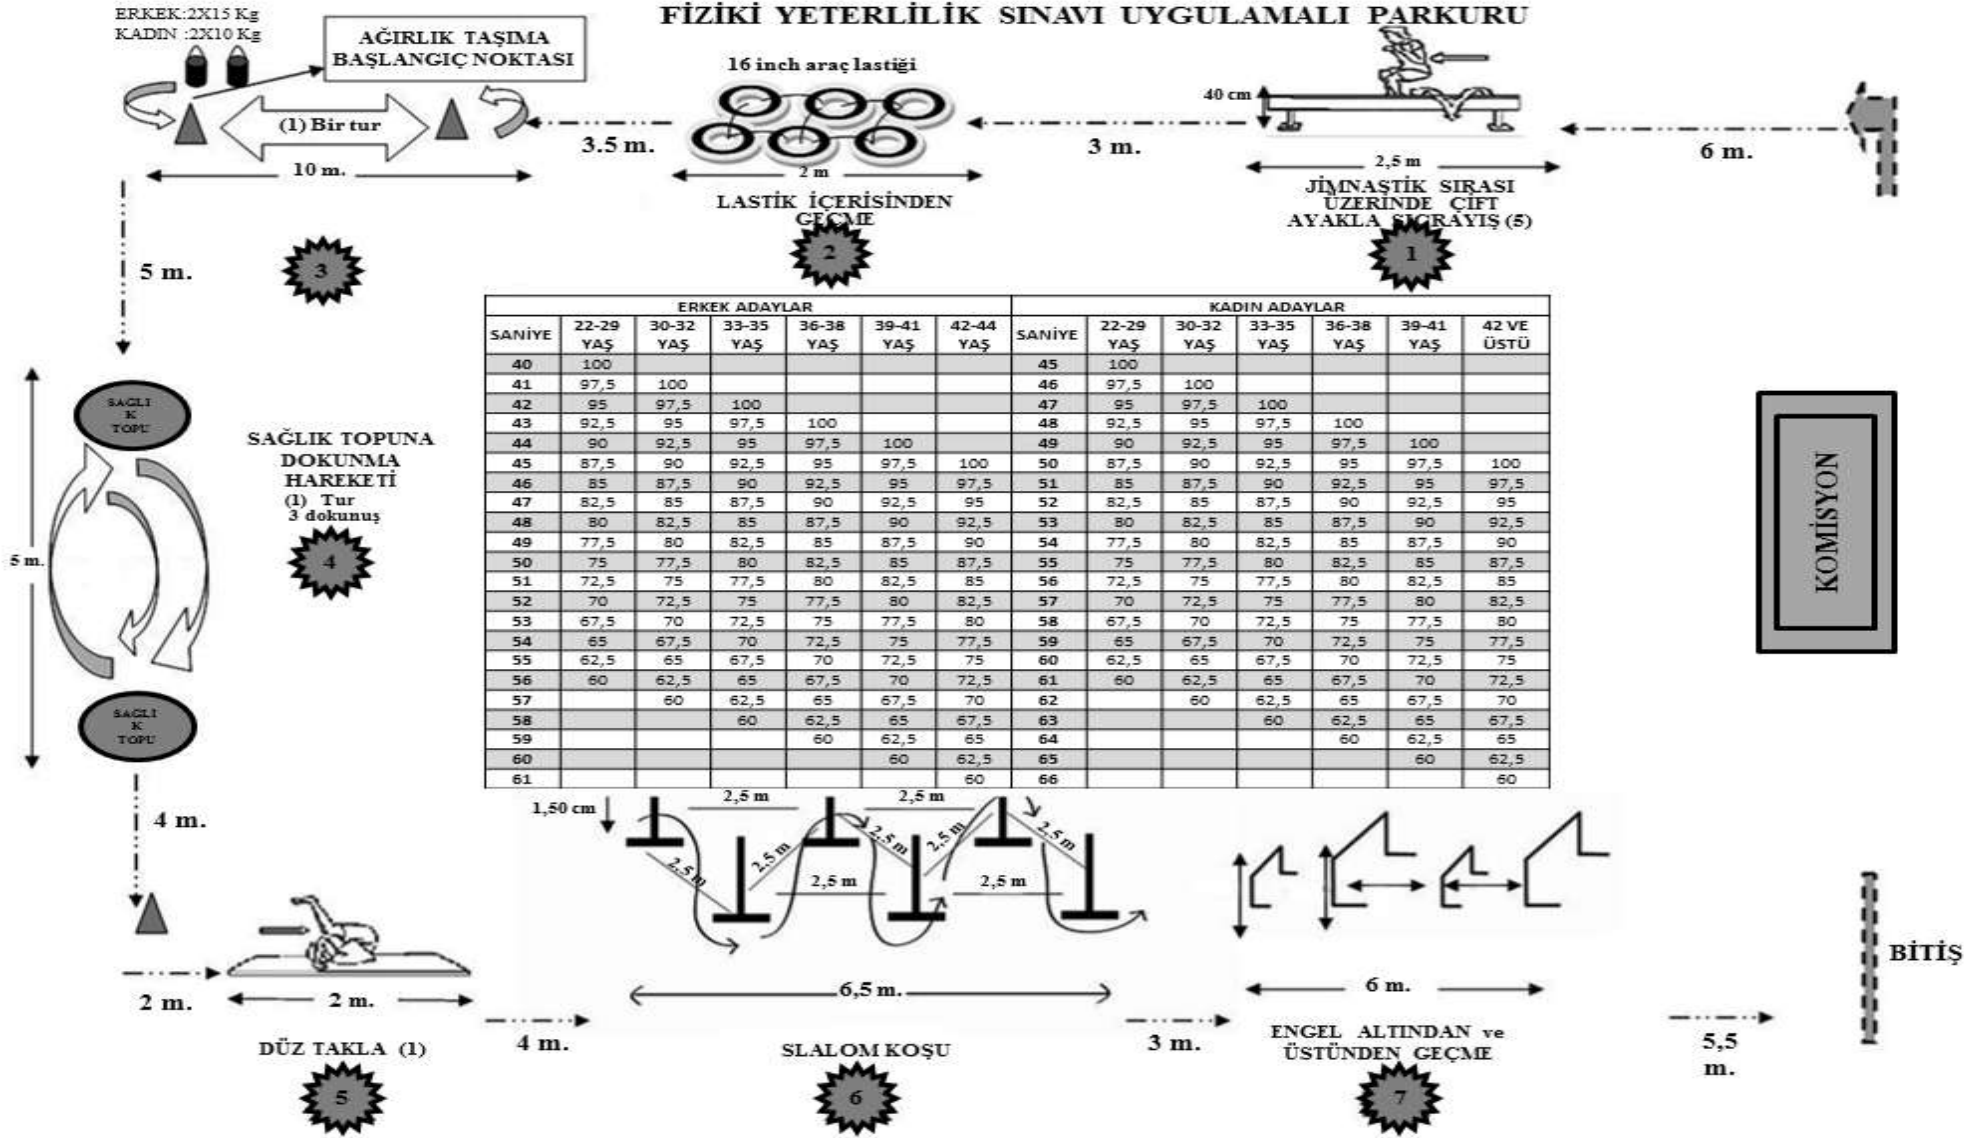 FİZİKİ YETERLİLİK SINAVI UYGULAMALI PARKURU
ERKEK:2X15 Kg
KADIN :2X10 Kg
AĞIRLIK TAŞIMA
BAŞLANGIÇ NOKTASI
(1) Bir tur
10 m.
3.5 m.
16 inch araç lastiği
2 m
LASTİK İÇERİSİNDEN
GEÇME
2
3 m.
40 cm
2,5 m
JİMNASTİK SIRASI
ÜZERİNDE ÇİFT
AYAKLA SIÇRAYIŞ (5)
1
6 m.
3
5 m.
SAĞLI
K
TOPU
5 m.
SAĞLIK TOPUNA
DOKUNMA
HAREKETİ
(1) Tur
3 dokunuş
4
SAĞLI
K
TOPU
4 m.
ERKEK ADAYLAR KADIN ADAYLAR
SANİYE 22-29 YAŞ 30-32 YAŞ 33-35 YAŞ 36-38 YAŞ 39-41 YAŞ 42-44 YAŞ SANİYE 22-29 YAŞ 30-32 YAŞ 33-35 YAŞ 36-38 YAŞ 39-41 YAŞ 42 VE ÜSTÜ
40 100 45 100
41 97,5 100 46 97,5 100
42 95 97,5 100 47 95 97,5 100
43 92,5 95 97,5 100 48 92,5 95 97,5 100
44 90 92,5 95 97,5 100 49 90 92,5 95 97,5 100
45 87,5 90 92,5 95 97,5 100 50 87,5 90 92,5 95 97,5 100
46 85 87,5 90 92,5 95 97,5 51 85 87,5 90 92,5 95 97,5
47 82,5 85 87,5 90 92,5 95 52 82,5 85 87,5 90 92,5 95
48 80 82,5 85 87,5 90 92,5 53 80 82,5 85 87,5 90 92,5
49 77,5 80 82,5 85 87,5 90 54 77,5 80 82,5 85 87,5 90
50 75 77,5 80 82,5 85 87,5 55 75 77,5 80 82,5 85 87,5
51 72,5 75 77,5 80 82,5 85 56 72,5 75 77,5 80 82,5 85
52 70 72,5 75 77,5 80 82,5 57 70 72,5 75 77,5 80 82,5
53 67,5 70 72,5 75 77,5 80 58 67,5 70 72,5 75 77,5 80
54 65 67,5 70 72,5 75 77,5 59 65 67,5 70 72,5 75 77,5
55 62,5 65 67,5 70 72,5 75 60 62,5 65 67,5 70 72,5 75
56 60 62,5 65 67,5 70 72,5 61 60 62,5 65 67,5 70 72,5
57 60 62,5 65 67,5 70 62 60 62,5 65 67,5 70
58 60 62,5 65 67,5 63 60 62,5 65 67,5
59 60 62,5 65 64 60 62,5 65
60 60 62,5 65 60 62,5
61 60 66 60
KOMİSYON
2 m.
2 m.
DÜZ TAKLA (1)
5
4 m.
1,50 cm
2,5 m
2,5 m
2,5 m
2,5 m
2,5 m
2,5 m
2,5 m
2,5 m
2,5 m
6,5 m.
SLALOM KOŞU
6
3 m.
6 m.
ENGEL ALTINDAN ve
ÜSTÜNDEN GEÇME
7
5,5
m.
BİTİŞ